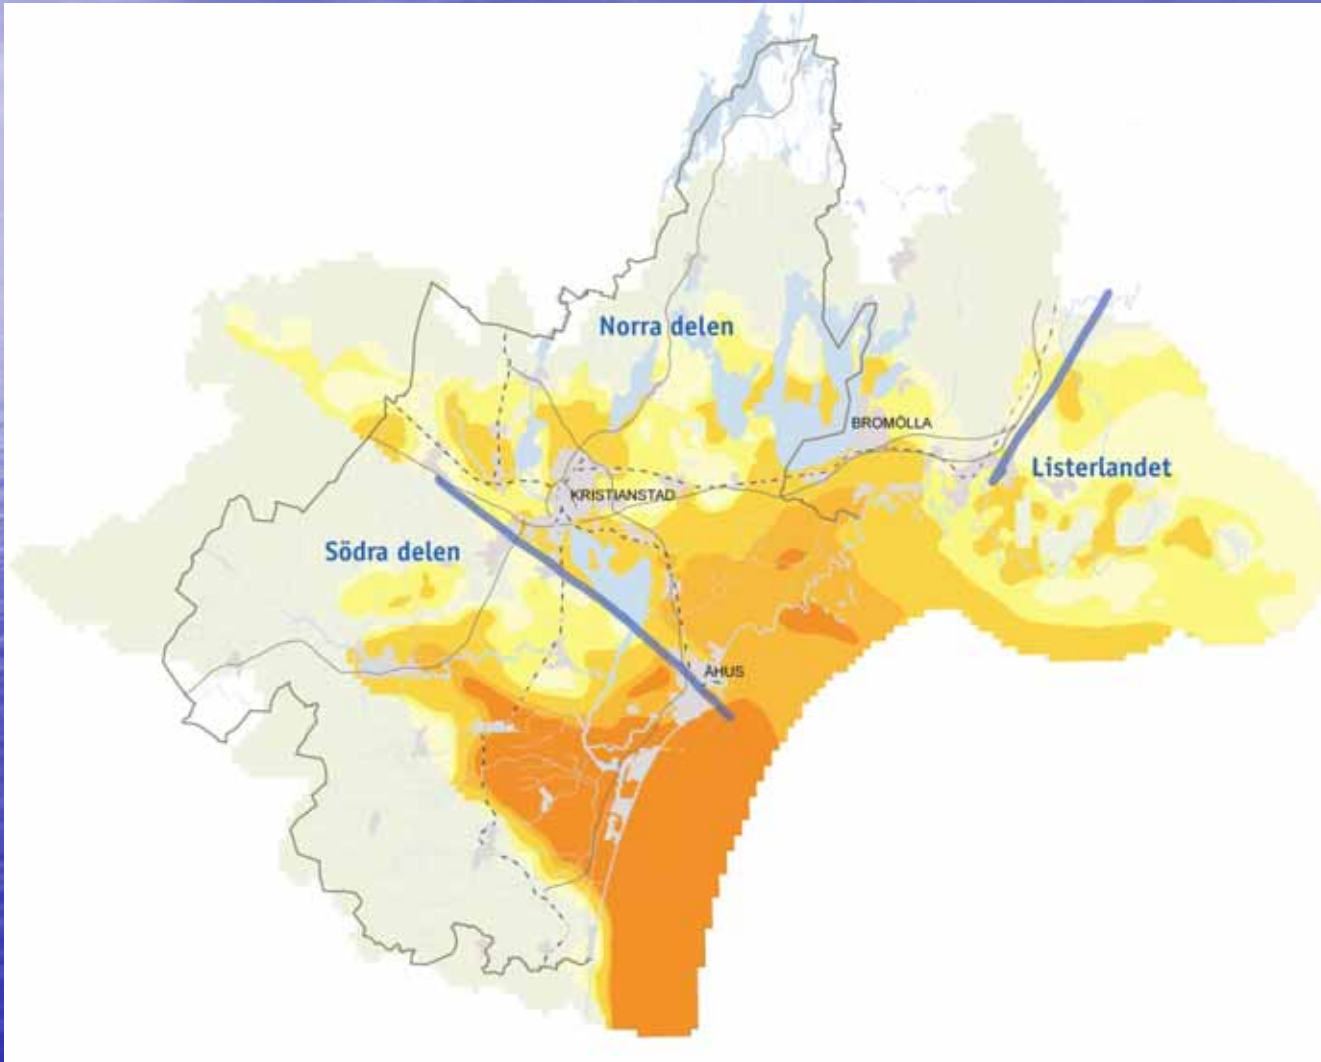 Norra delen
BROMÖLLA
Listerlandet
KRISTIANSTAD
Södra delen
ÅHUS